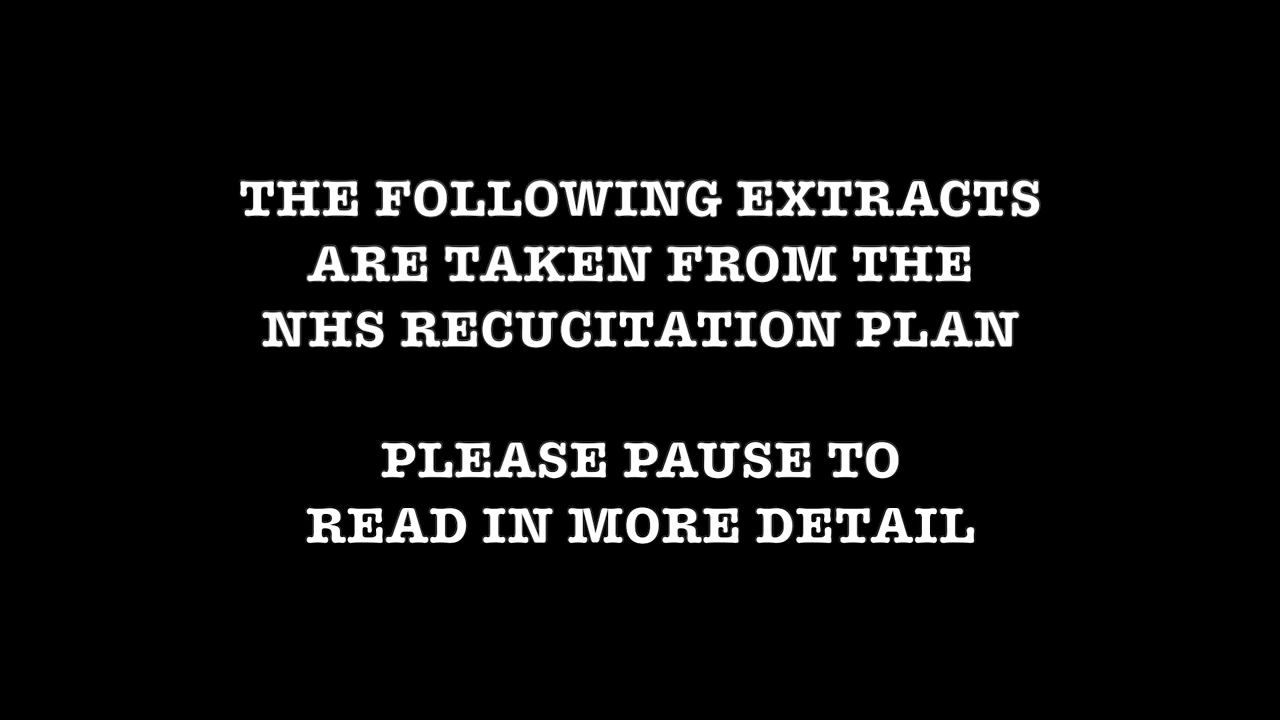 THE FOLLOWING EXTRACTS
ARE TAKEN FROM THE
NHS RECUCITATION PLAN
PLEASE PAUSE TO
READ IN MORE DETAIL